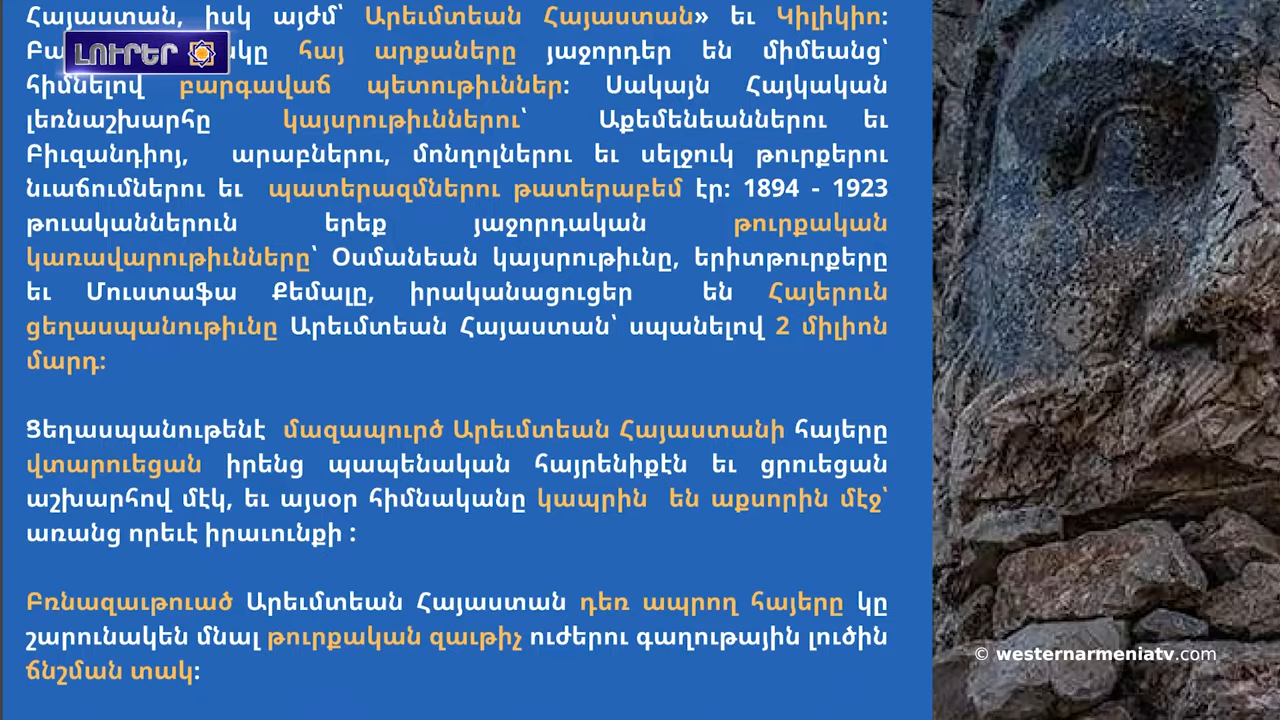 Հայաստան, իսկ այժմ՝ Արեւմտեան Հայաստան» եւ Կիլիկիո:
ԼՈՒՐԵՐ
հայ արքաները յաջորդեր են միմեանց՝
հիմնելով բարգավաճ պետութիւններ: Սակայն Հայկական
լեռնաշխարհը կայսրութիւններու՝ Աքեմենեաններու եւ
Բիւզանդիոյ, արաբներու, մոնղոլներու եւ սելջուկ թուրքերու
նւաճումներու եւ պատերազմներու թատերաբեմ էր: 1894 - 1923
թուականներուն երեք յաջորդական թուրքական
կառավարութիւնները՝ Օսմանեան կայսրութիւնը, երիտթուրքերը
եւ Մուստաֆա Քեմալը, իրականացուցեր են Հայերուն
ցեղասպանութիւնը Արեւմտեան Հայաստան՝ սպանելով 2 միլիոն
մարդ:
Ցեղասպանութենէ մազապուրծ Արեւմտեան Հայաստանի հայերը
վտարուեցան իրենց պապենական հայրենիքէն եւ ցրուեցան
աշխարհով մէկ, եւ այսօր հիմնականը կապրին են աքսորին մէջ՝
առանց որեւէ իրաւունքի :
Բռնազաւթուած Արեւմտեան Հայաստան դեռ ապրող հայերը կը
շարունակեն մնալ թուրքական զաւթիչ ուժերու գաղութային լուծին
ճնշման տակ:
© westernarmeniatv.com